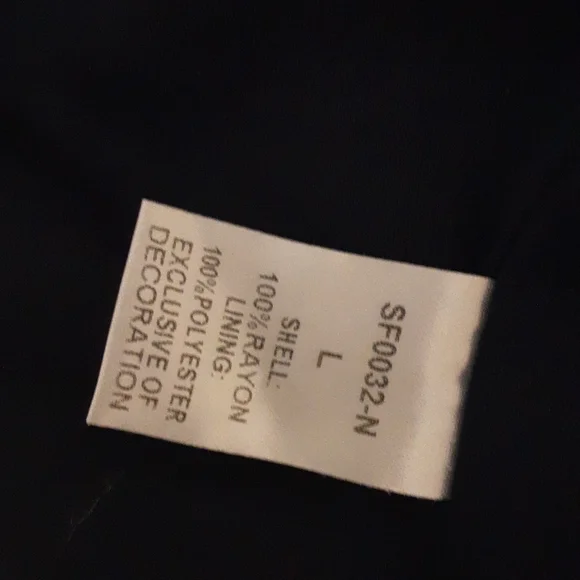 SF0032-N
L
SHELL:
100%RAYON
LINING:
100%POLYESTER
EXCLUSIVE OF
DECORATION